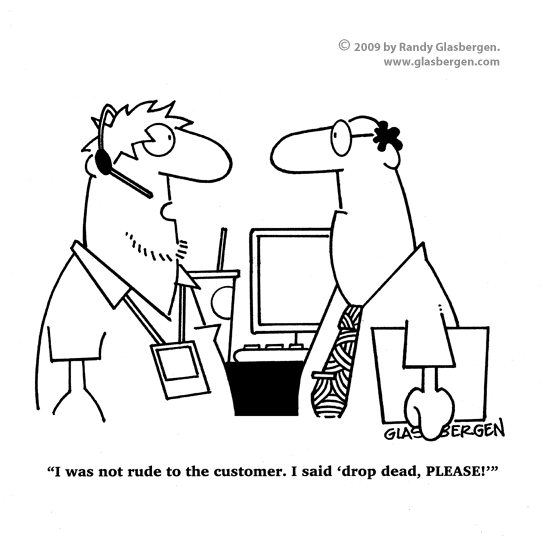 © 2009 by Randy Glasbergen.
www.glasbergen.com
GLASBERGEN
“I was not rude to the customer. I said ‘drop dead, PLEASE!’”